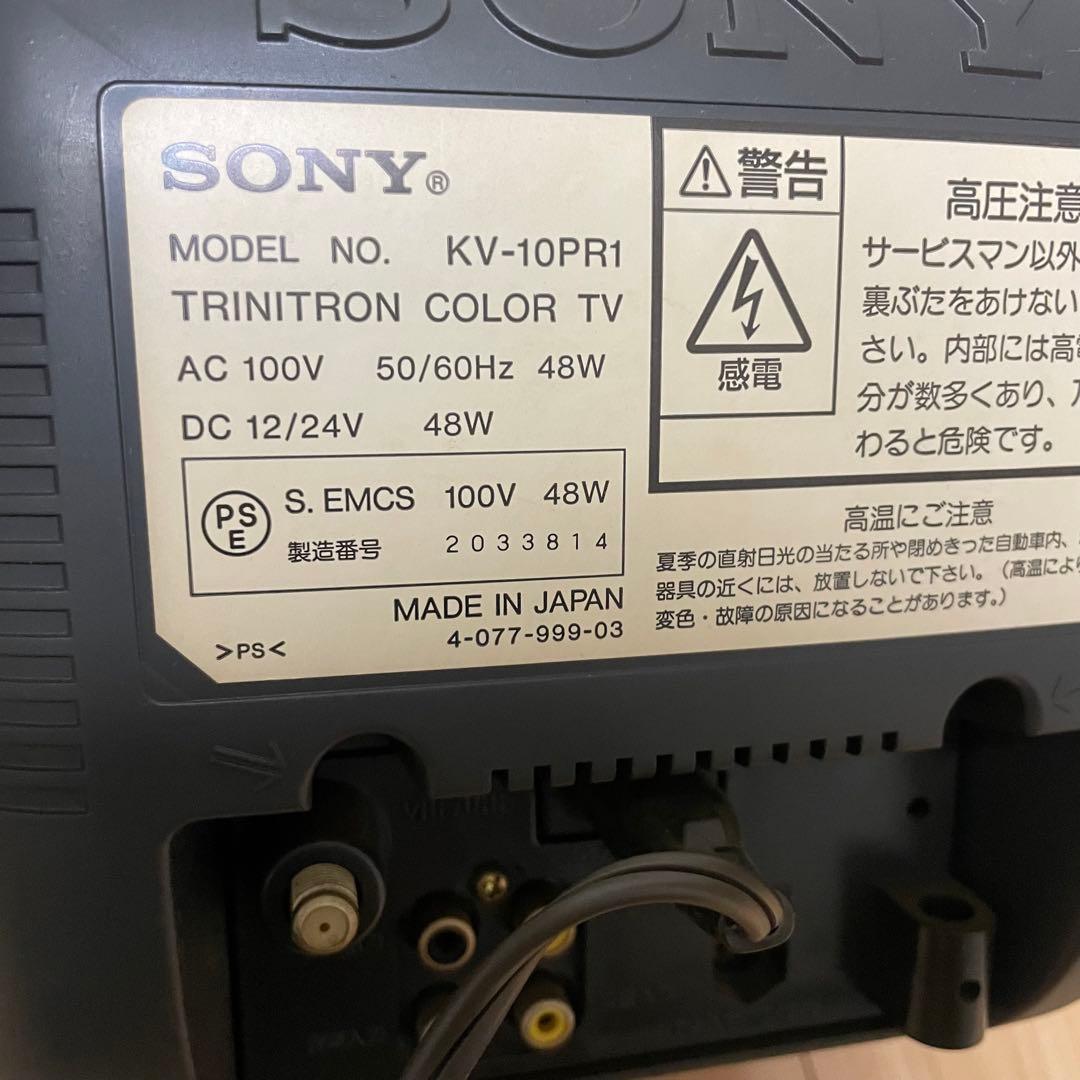 SONY
SONY®
MODEL NO. KV-10PR1
TRINITRON COLOR TV
AC 100V 50/60Hz 48W
DC 12/24V 48W
PS
E
S. EMCS 100V 48W
製造番号 2033814
MADE IN JAPAN
4-077-999-03
>PS<
警告
感電
高圧注意
サービスマン以外
裏ぶたをあけない
さい。内部には高
分が数多くあり、
わると危険です。
高温にご注意
夏季の直射日光の当たる所や閉めきった自動車内、
器具の近くには、放置しないで下さい。（高温により
変色・故障の原因になることがあります。）